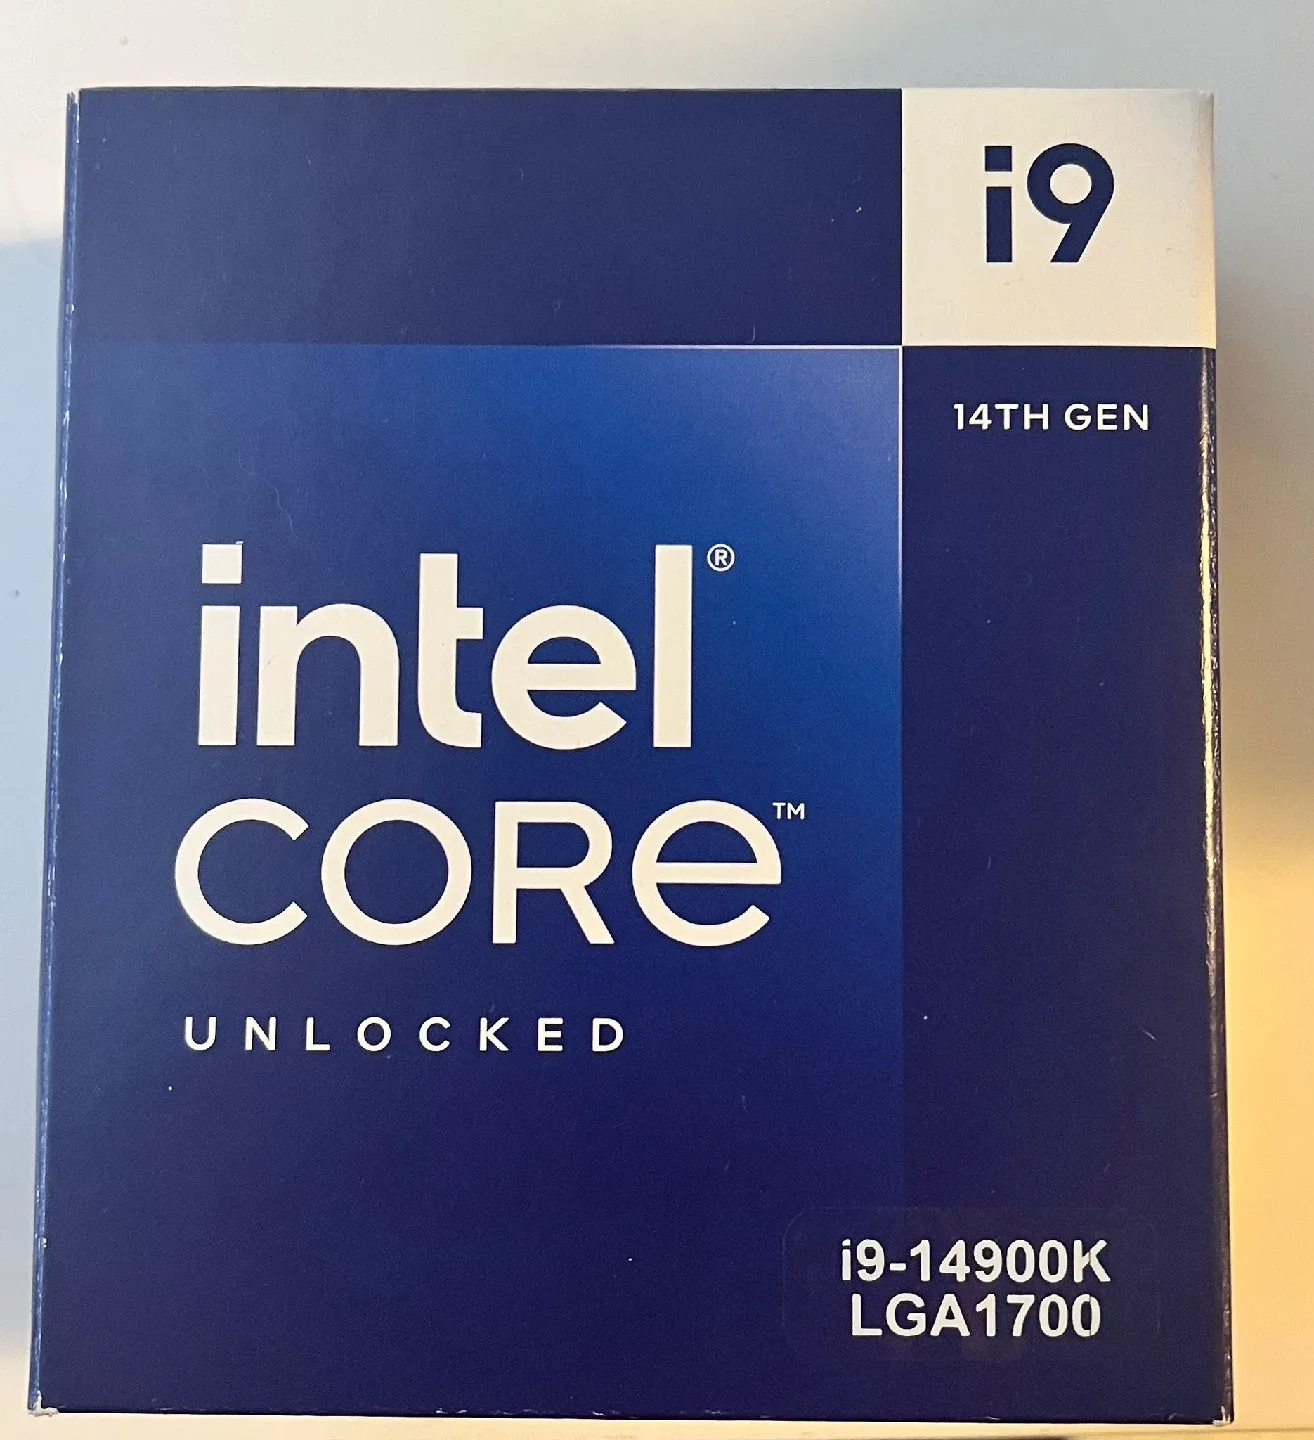 i9
14TH GEN
intel®
CORe™
UNLOCKED
i9-14900K
LGA1700